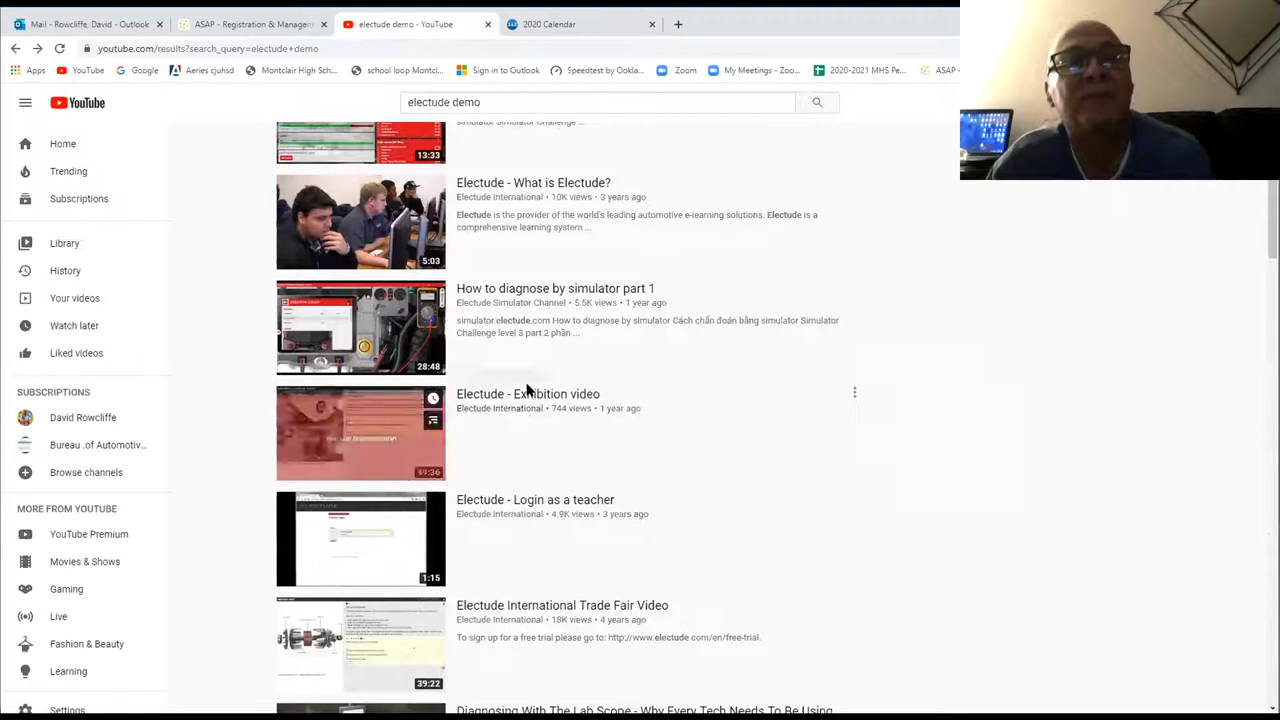 Mail - Rowcliffe, David - Outlook
ASAP - Registration & Managem
electude demo - YouTube
2020 Calendar
youtube.com/results?search_query=electude+demo
Apps
YouTube
Google
Aeries cjuhsd
Montclair High Sch...
school loop Montcl...
Sign in to Outlook
Speedtest by Ookla...
Zoom
My Meetings - Zoo...
2020-2021 MHS Pe...
ASAP -
YouTube
electude demo
Home
Trending
Subscriptions
Library
History
Your videos
Watch later
Liked videos
SUBSCRIPTIONS
David Rowcliffe
Bureau .of Automotiv...
Browse channels
MORE FROM YOUTUBE
YouTube Premium
Movies & Shows
Gaming
Live
Fashion & Beauty
Learning
Settings
simulator Simulator Challenge ...
13:33
Electude - What is Electude?
Electude International • 10K views • 3 years ago
Electude is the provider of the world's leading automotive e-learning solutions. Electude is a
comprehensive learning system ...
5:03
How to diagnose by simulator part 1
Electude Simulator Channel • 5.5K views • 1 year ago
simulator.electude.com How to diagnose by simulator Cách chẩn đoán bằng simulator Simulator
Challenge level 3 part 2 phần ...
28:48
Electude - Exhibition video
Electude International • 744 views • 1 year ago
39:36
Electude - Login as a teacher
Electude International • 4.9K views • 3 years ago
1:15
Electude International Trade Fair Video
Electude International • 18K views • 4 years ago
To sign up for a free trial please go to: http://www.electude.com/en/free-trial.
39:22
Diagnosing With The Lab Scope - Why Every Tech Needs To Be Using